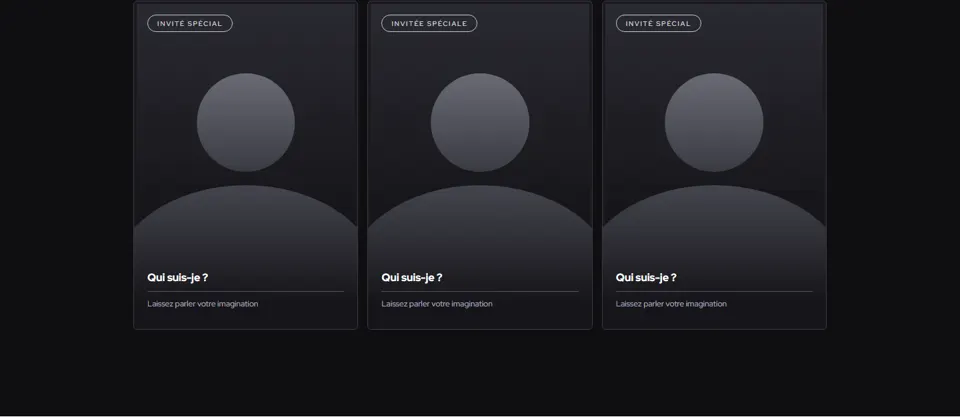 INVITÉ SPÉCIAL
INVITÉE SPÉCIALE
INVITÉ SPÉCIAL
Qui suis-je ?
Qui suis-je ?
Qui suis-je ?
Laissez parler votre imagination
Laissez parler votre imagination
Laissez parler votre imagination